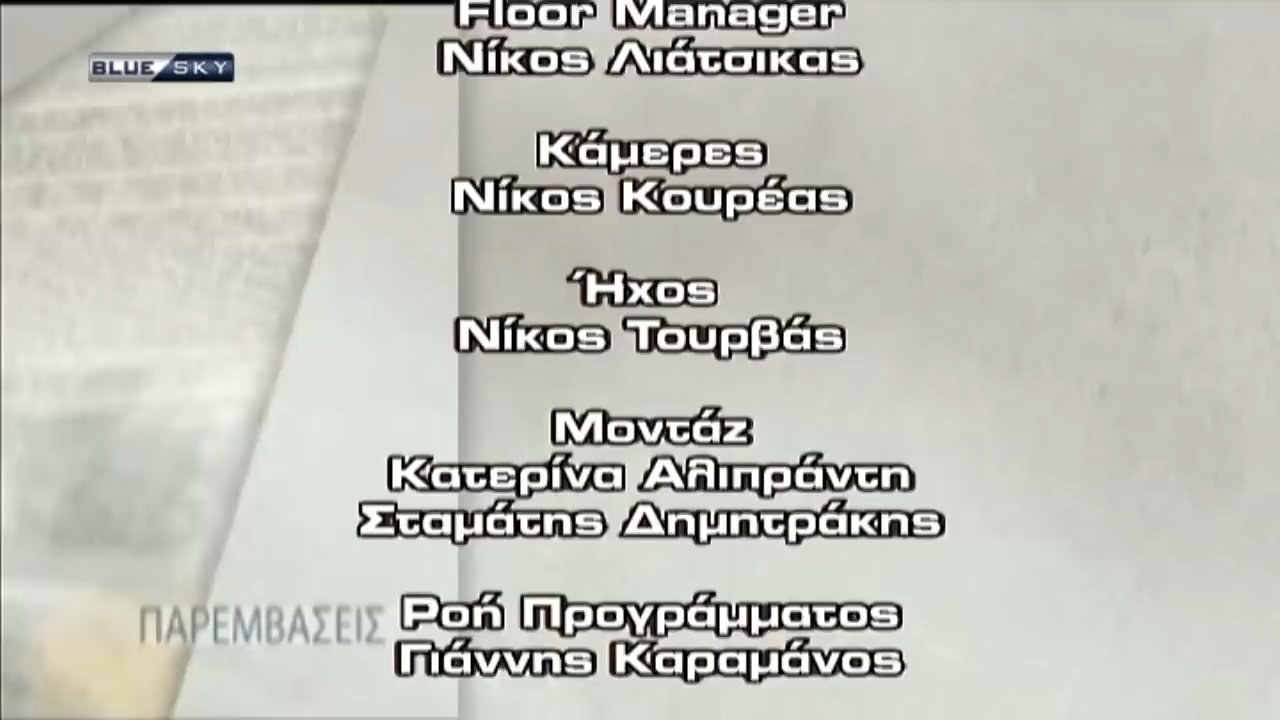 Floor Manager
BLUE SKY
Νίκος Λιάτσικας
Κάμερες
Νίκος Κουρέας
Ήχος
Νίκος Τουρβάς
Μοντάζ
Κατερίνα Αλιπράντη
Σταμάτης Δημητράκης
ΠΑΡΕΜΒΑΣΕΙΣ
Ροή Προγράμματος
Γιάννης Καραμάνος